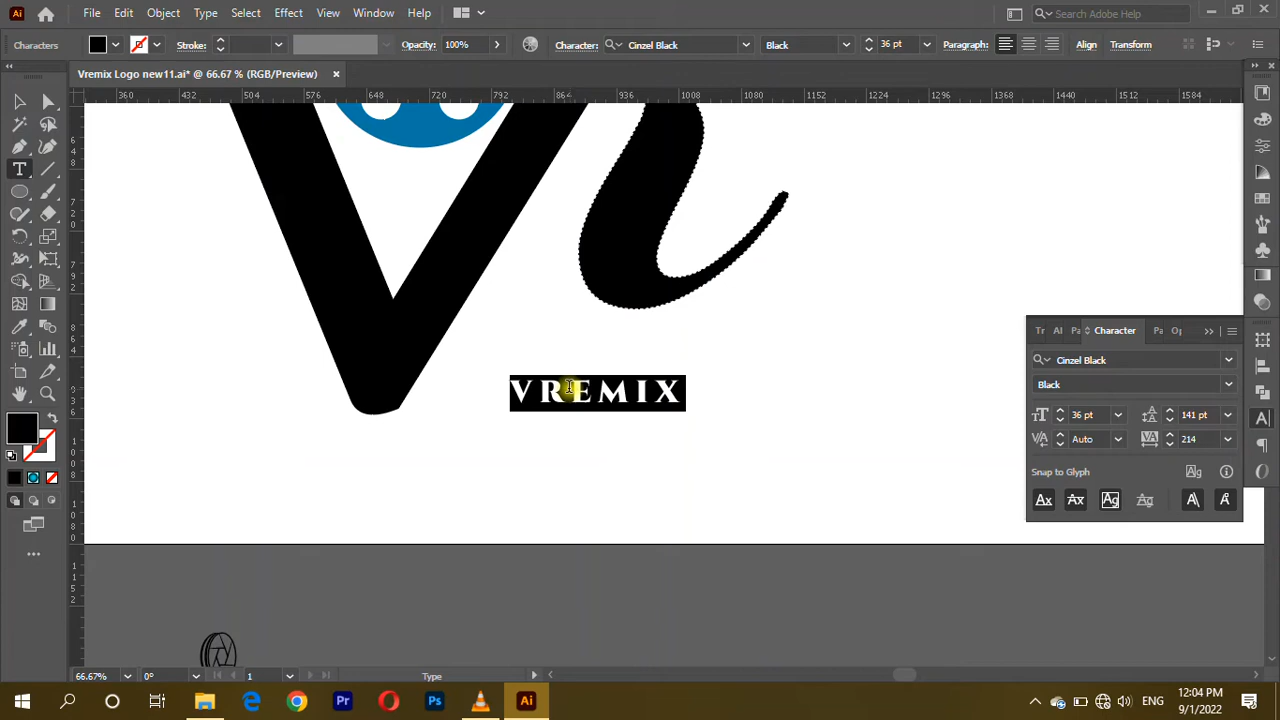 File Edit Object Type Select Effect View Window Help Search Adobe Help
Characters Stroke: Opacity: 100% Character: Cinzel Black Black 36 pt Paragraph: Align Transform
Vremix Logo new11.ai* @ 66.67 % (RGB/Preview)
360 432 504 576 648 720 792 864 936 1008 1080 1152 1224 1296 1368 1440 1512 1584
VREMIX
Character
Cinzel Black
Black
36 pt 141 pt
Auto 214
Snap to Glyph
66.67% 0° 1 Type
Pr Ps Ai ENG 12:04 PM
9/1/2022